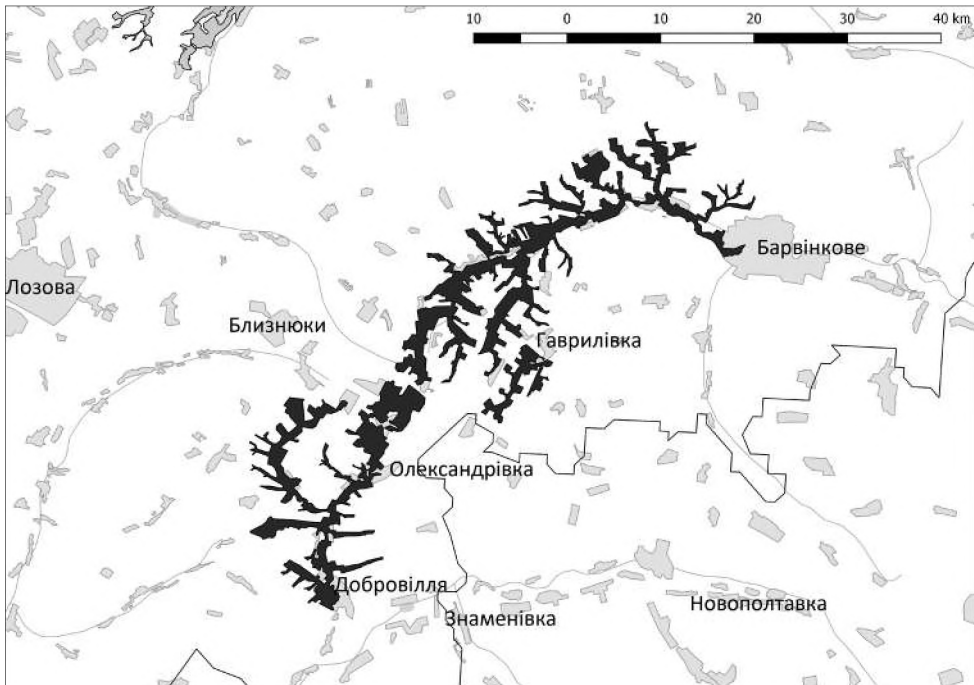 10 0 10 20 30 40 km
Барвінкове
Лозова
Близнюки
Гаврилівка
Олександрівка
Добровілля
Новополтавка
Знаменівка